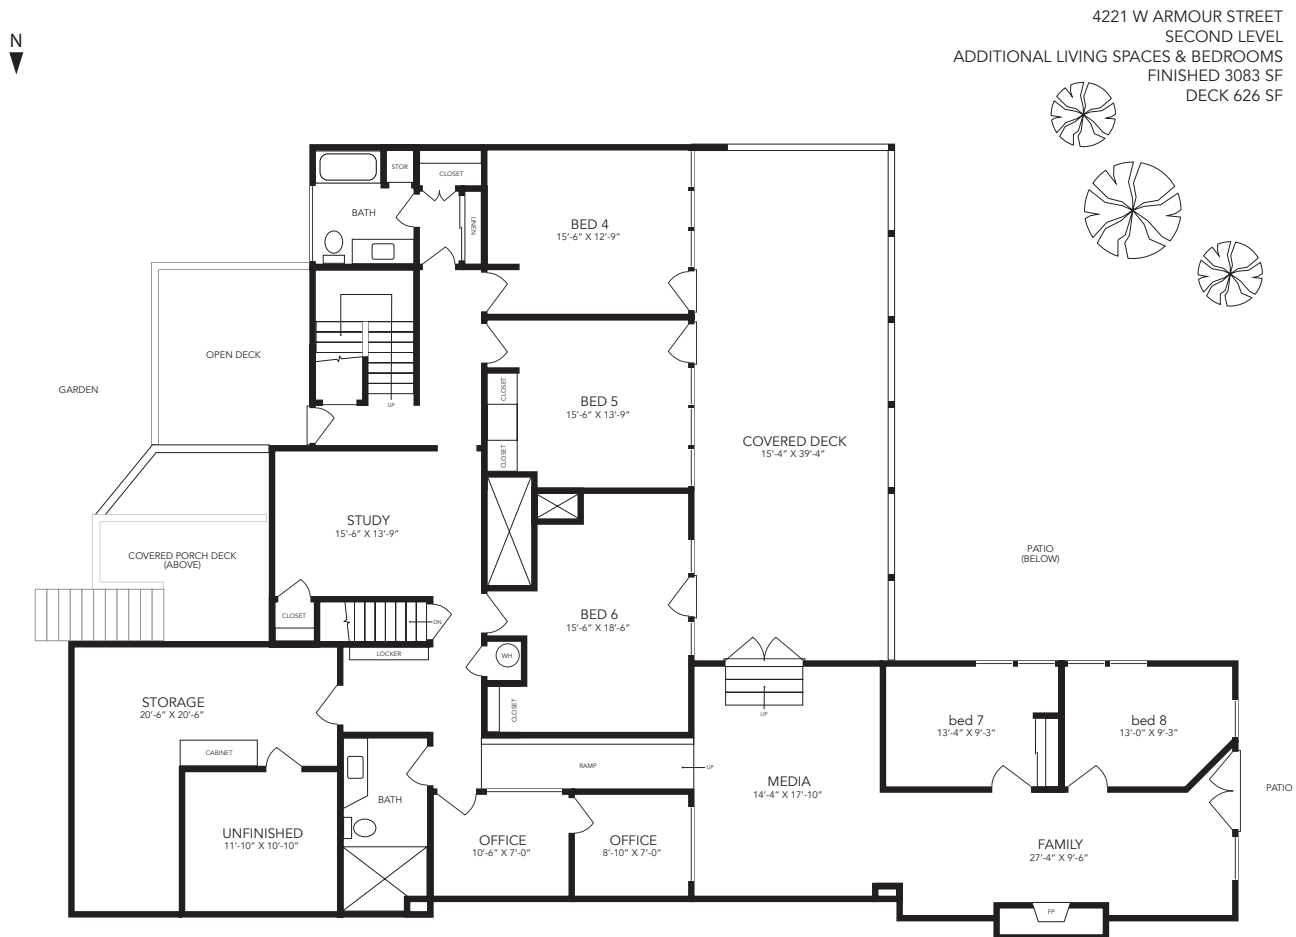 4221 W ARMOUR STREET
SECOND LEVEL
ADDITIONAL LIVING SPACES & BEDROOMS
FINISHED 3083 SF
DECK 626 SF
N
STOR
CLOSET
BATH
LINEN
BED 4
15'-6" X 12'-9"
OPEN DECK
GARDEN
UP
CLOSET
BED 5
15'-6" X 13'-9"
CLOSET
COVERED DECK
15'-4" X 39'-4"
STUDY
15'-6" X 13'-9"
COVERED PORCH DECK
(ABOVE)
PATIO
(BELOW)
CLOSET
DN
BED 6
15'-6" X 18'-6"
LOCKER
WH
STORAGE
20'-6" X 20'-6"
CLOSET
UP
bed 7
13'-4" X 9'-3"
bed 8
13'-0" X 9'-3"
CABINET
RAMP
UP
MEDIA
14'-4" X 17'-10"
PATIO
BATH
UNFINISHED
11'-10" X 10'-10"
OFFICE
10'-6" X 7'-0"
OFFICE
8'-10" X 7'-0"
FAMILY
27'-4" X 9'-6"
FP